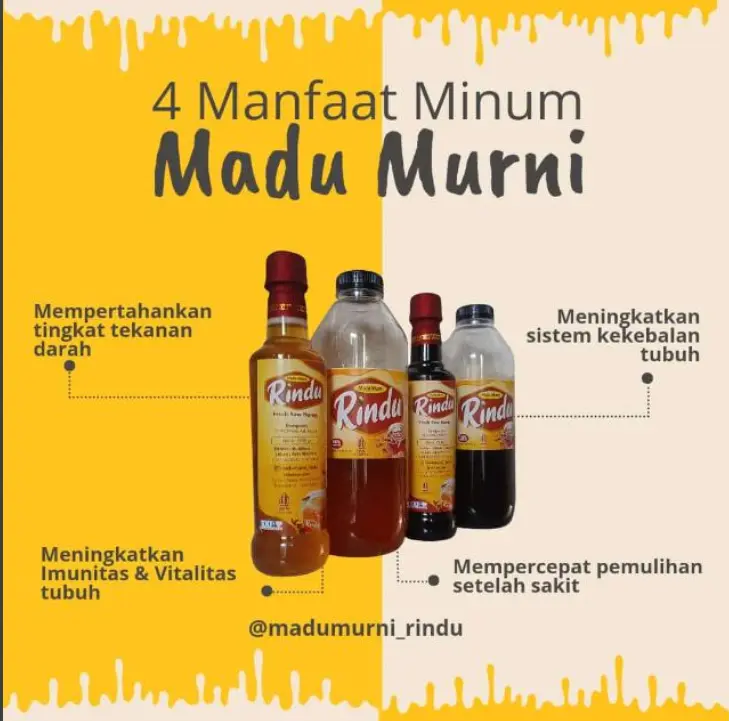 4 Manfaat Minum
Madu Murni
Mempertahankan
tingkat tekanan
darah
Meningkatkan
sistem kekebalan
tubuh
Rindu
Rindu
Rindu
Rindu
Meningkatkan
Imunitas & Vitalitas
tubuh
Mempercepat pemulihan
setelah sakit
@madumurni_rindu